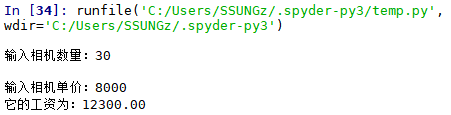 In [34]: runfile('C:/Users/SSUNGz/.spyder-py3/temp.py',
wdir='C:/Users/SSUNGz/.spyder-py3')
输入相机数量：30
输入相机单价：8000
它的工资为：12300.00